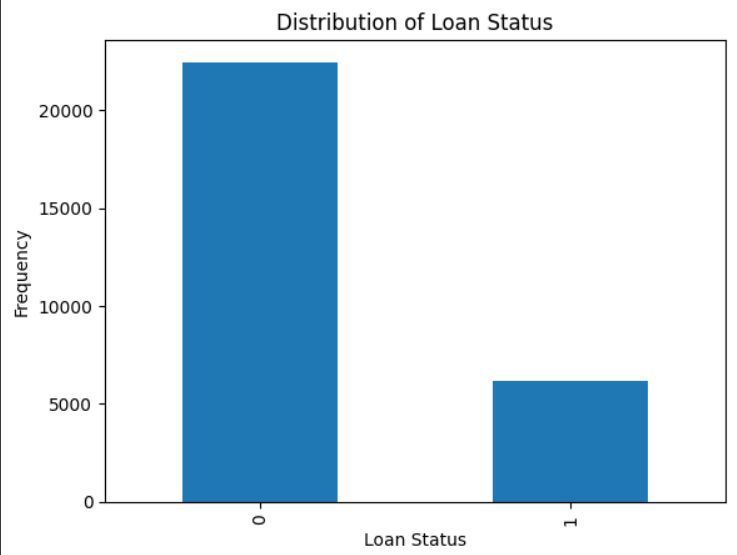 Distribution of Loan Status
20000
15000
10000
5000
0
Frequency
0
1
Loan Status